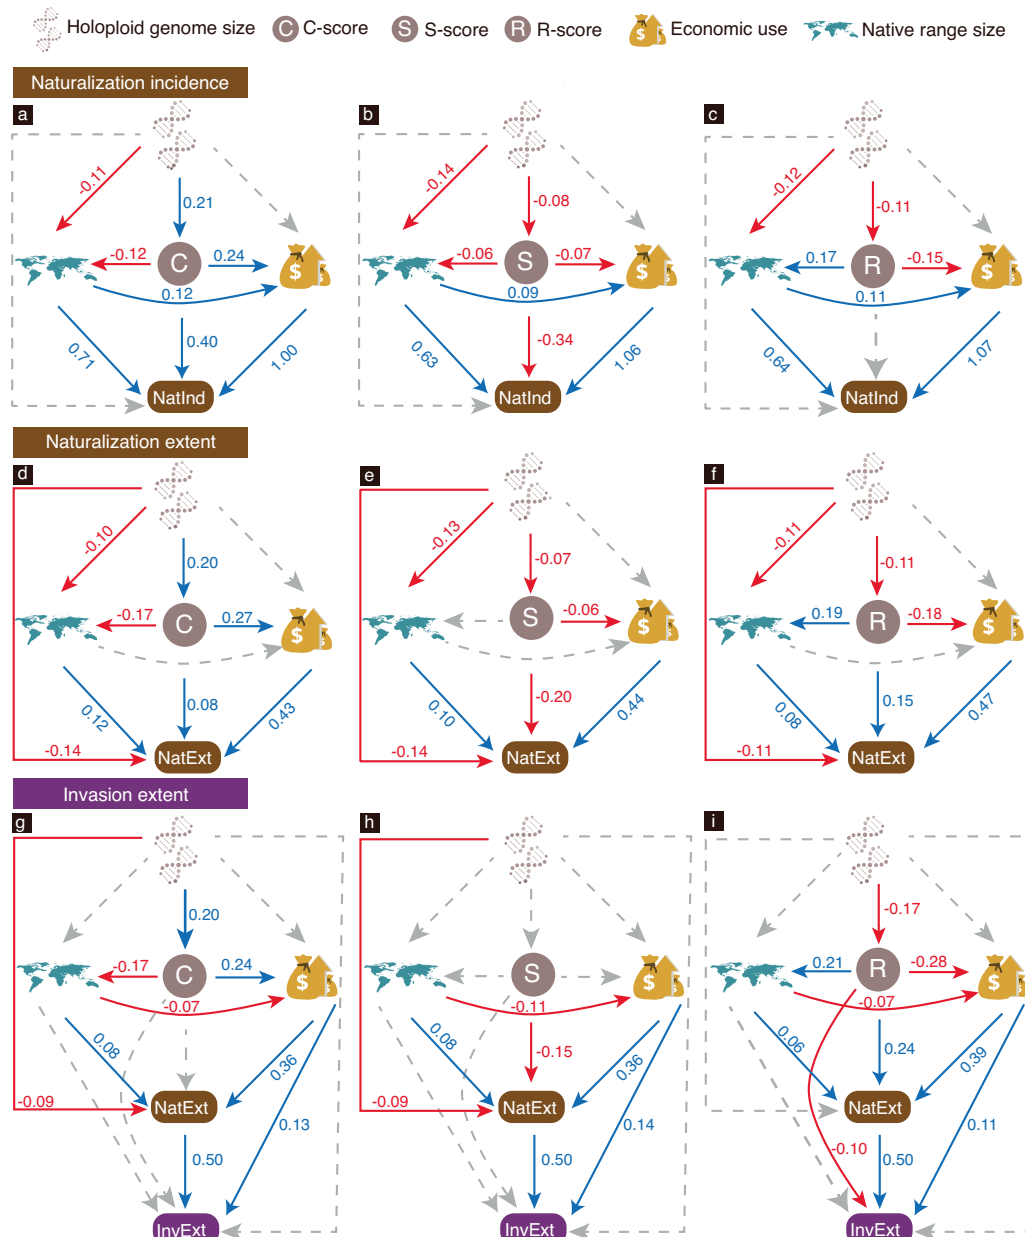 Holoploid genome size C C-score S S-score R R-score $ Economic use Native range size
Naturalization incidence
a b c
-0.11 -0.14 -0.12
0.21 -0.08 -0.11
-0.12 C 0.24 $ -0.06 S -0.07 $ 0.17 R -0.15 $
0.12 0.09 0.11
0.71 0.40 1.00 0.63 -0.34 1.06 0.64 1.07
NatInd NatInd NatInd
Naturalization extent
d e f
-0.10 -0.13 -0.11
0.20 -0.07 -0.11
-0.17 C 0.27 $ S -0.06 $ 0.19 R -0.18 $
0.12 0.08 0.43 0.10 -0.20 0.44 0.08 0.15 0.47
-0.14 NatExt -0.14 NatExt -0.11 NatExt
Invasion extent
g h i
0.20 -0.17
-0.17 C 0.24 $ S $ 0.21 R -0.28 $
-0.07 -0.11 -0.07
0.08 0.36 0.08 -0.15 0.36 0.06 0.24 0.39
-0.09 NatExt -0.09 NatExt NatExt
0.13 0.14 0.11
0.50 0.50 -0.10 0.50
InvExt InvExt InvExt